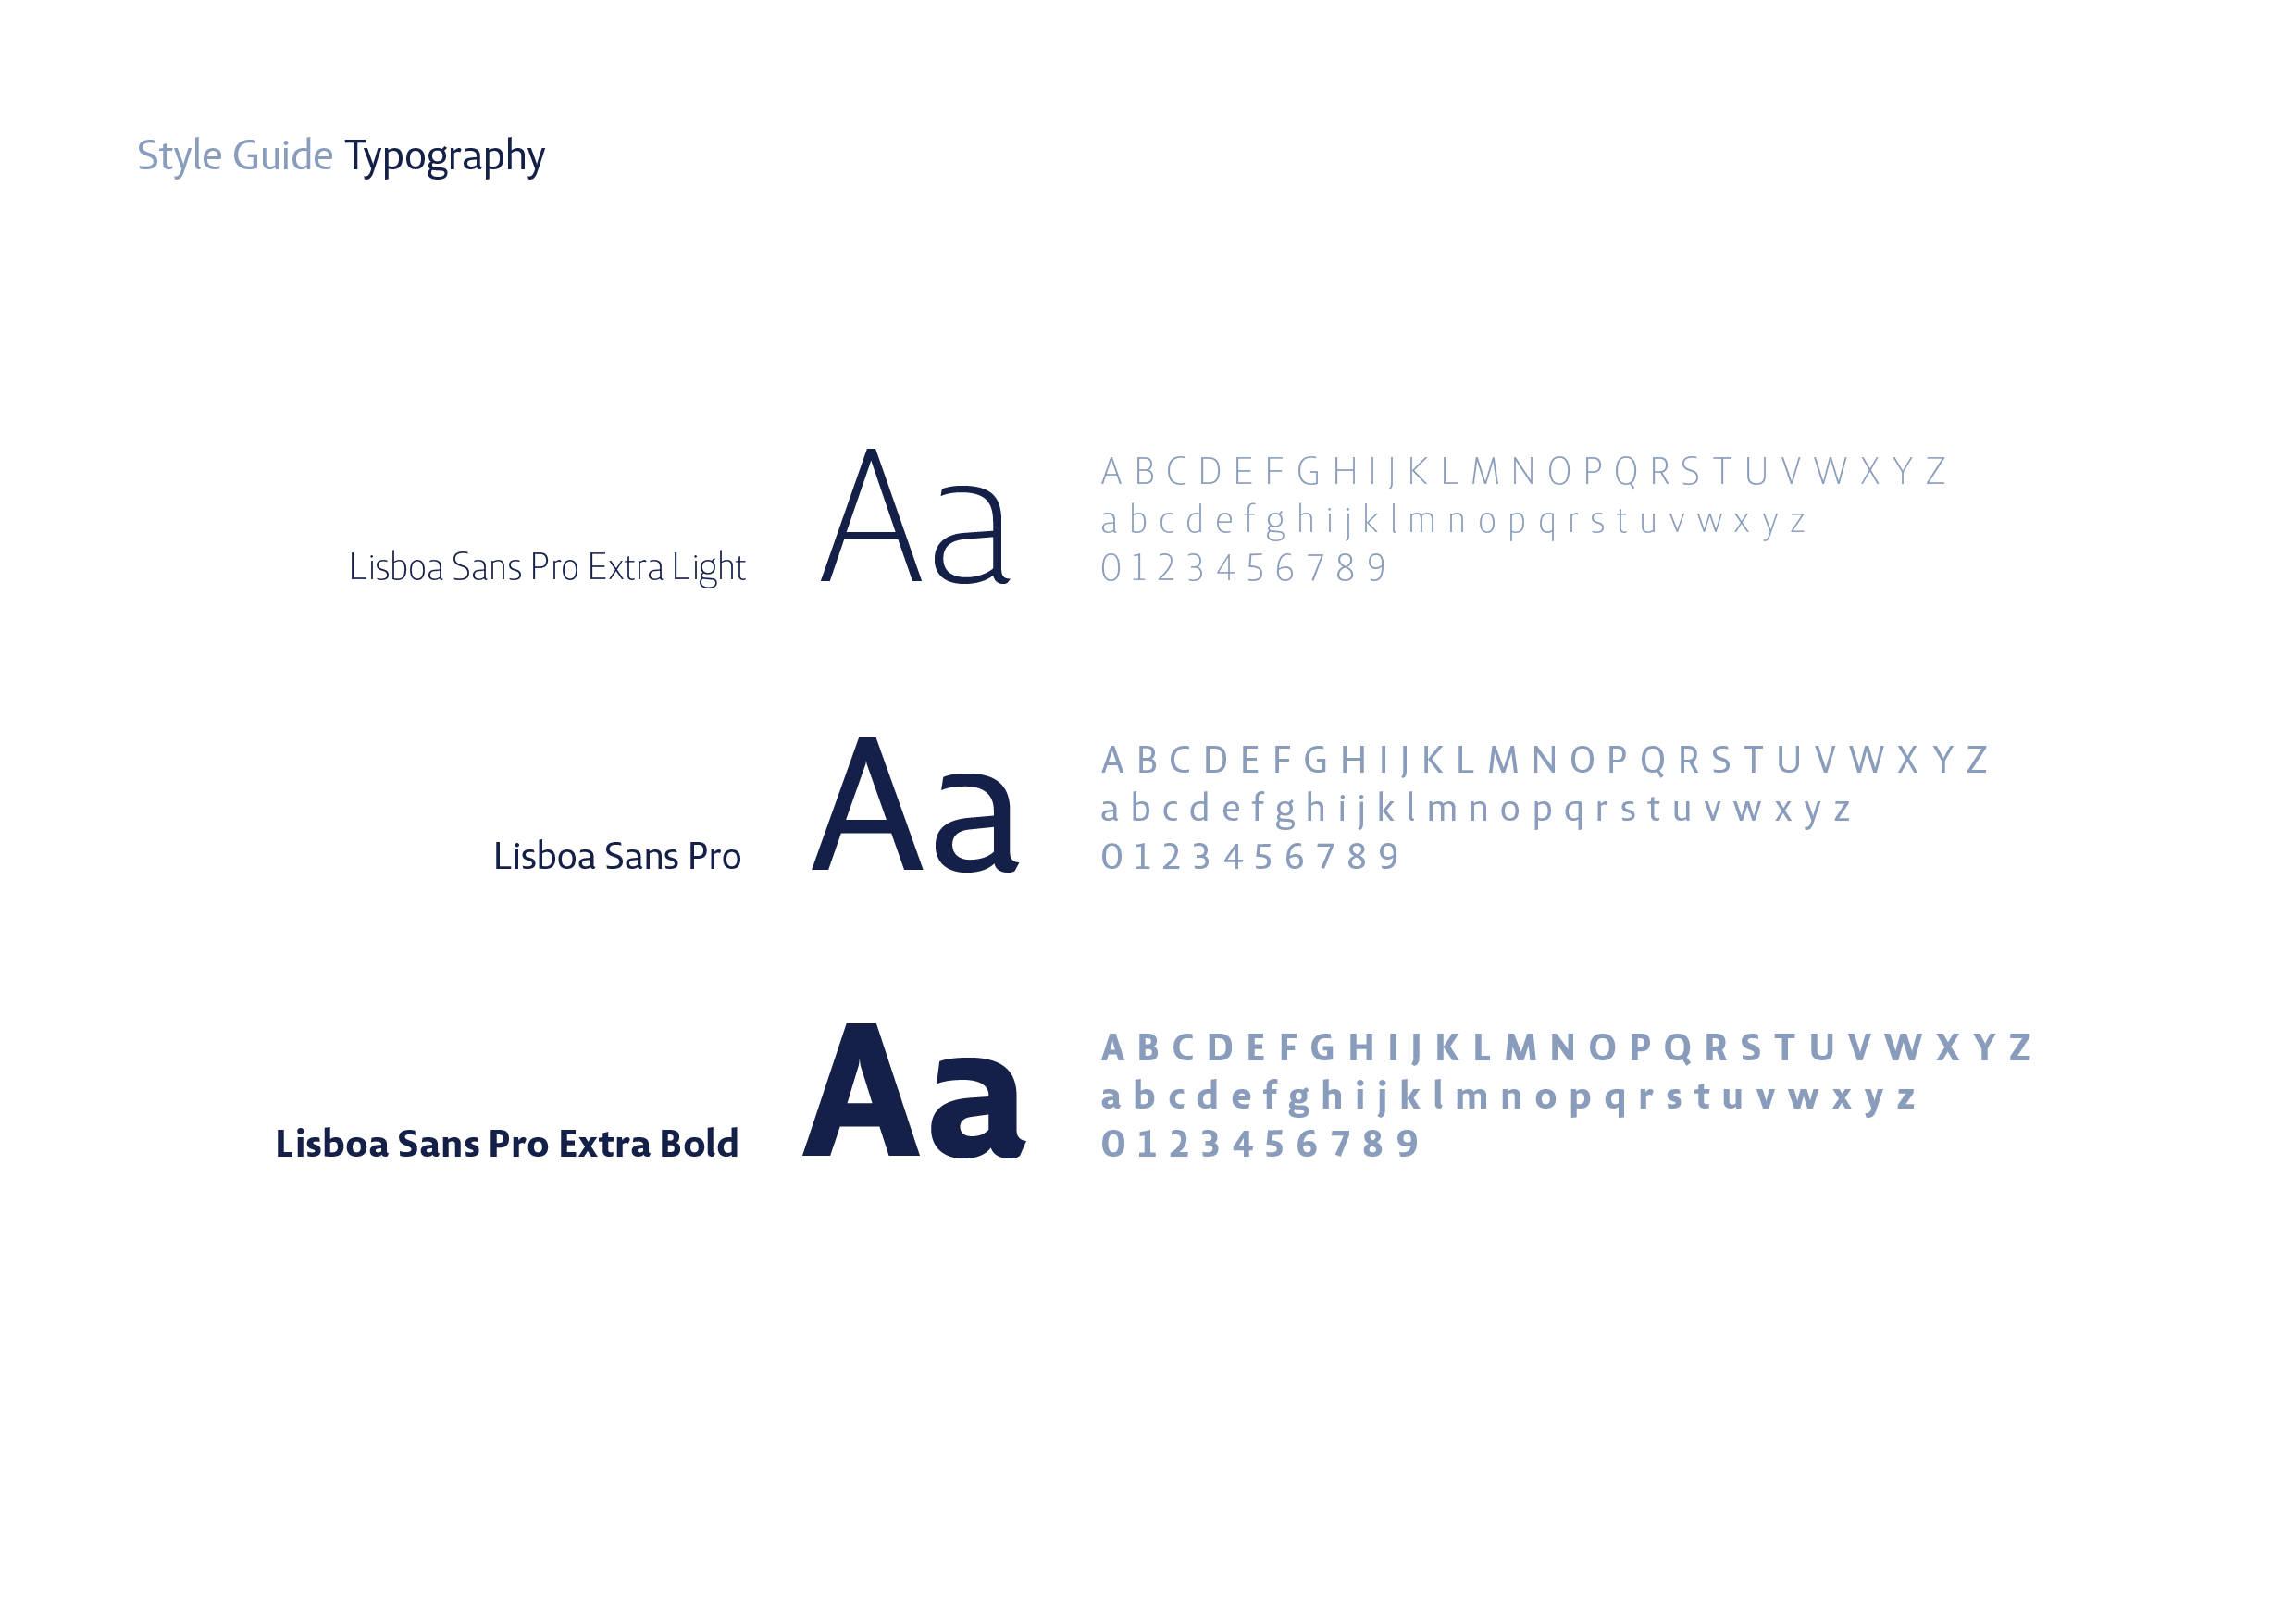 Style Guide Typography
Lisboa Sans Pro Extra Light
Aa
A B C D E F G H I J K L M N O P Q R S T U V W X Y Z
a b c d e f g h i j k l m n o p q r s t u v w x y z
0 1 2 3 4 5 6 7 8 9
Lisboa Sans Pro
Aa
A B C D E F G H I J K L M N O P Q R S T U V W X Y Z
a b c d e f g h i j k l m n o p q r s t u v w x y z
0 1 2 3 4 5 6 7 8 9
Lisboa Sans Pro Extra Bold
Aa
A B C D E F G H I J K L M N O P Q R S T U V W X Y Z
a b c d e f g h i j k l m n o p q r s t u v w x y z
0 1 2 3 4 5 6 7 8 9